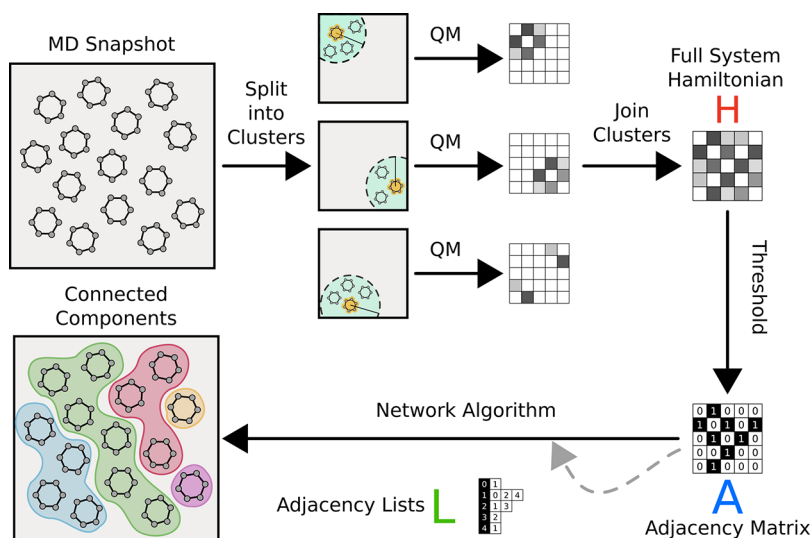 MD Snapshot
Split
into
Clusters
QM
QM
QM
Join
Clusters
Full System
Hamiltonian
H
Threshold
0 1 0 0 0
1 0 1 0 1
0 1 0 1 0
0 0 1 0 0
0 1 0 0 0
A
Adjacency Matrix
Network Algorithm
Adjacency Lists L
0 1
1 0 2 4
2 1 3
3 2
4 1
Connected
Components